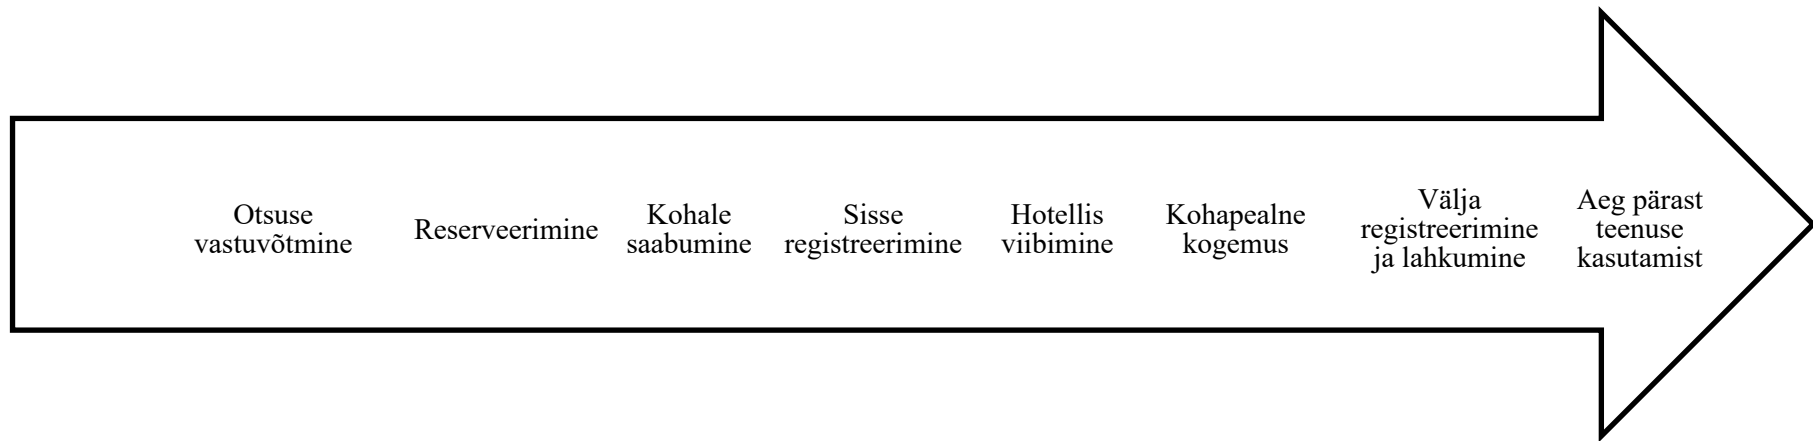 Otsuse
vastuvõtmine
Reserveerimine
Kohale
saabumine
Sisse
registreerimine
Hotellis
viibimine
Kohapealne
kogemus
Välja
registreerimine
ja lahkumine
Aeg pärast
teenuse
kasutamist